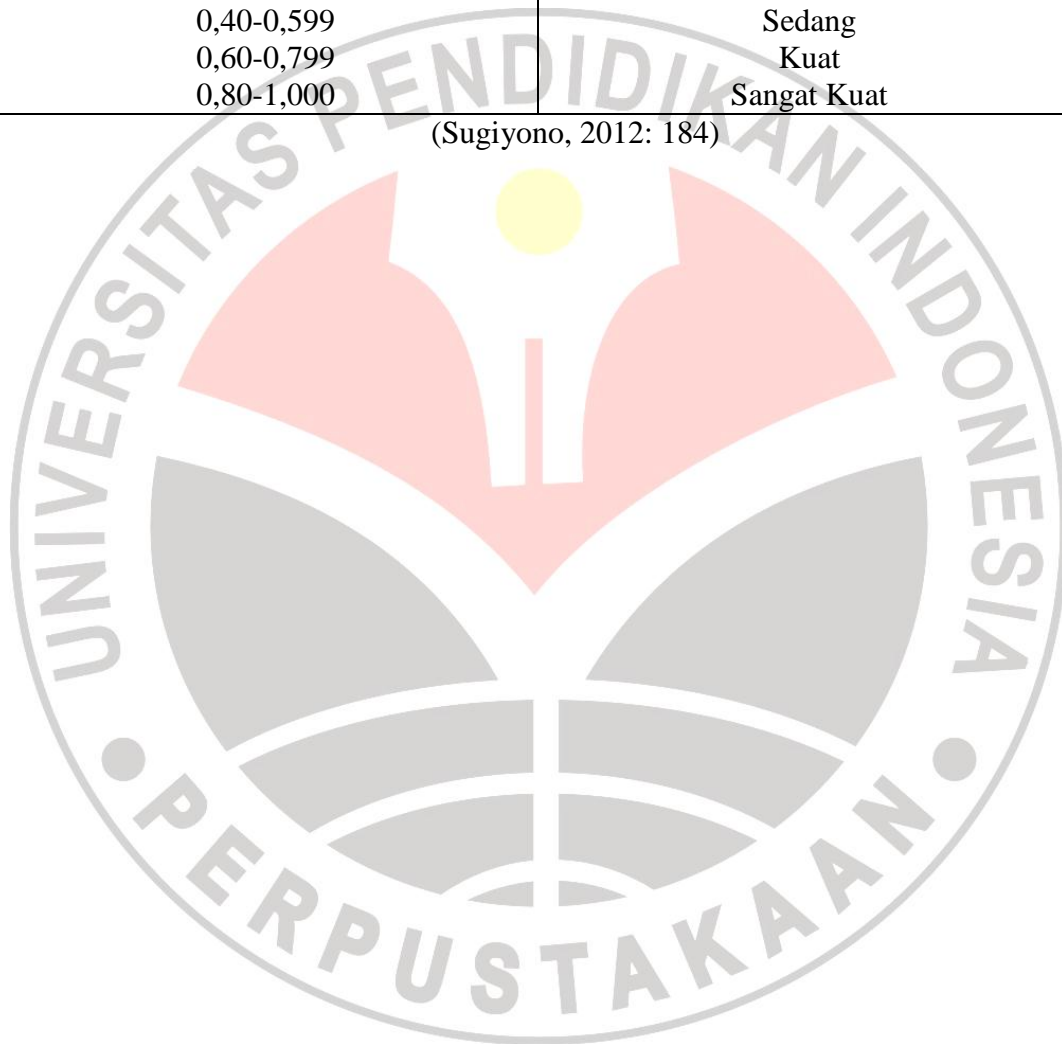 0,40-0,599 Sedang
0,60-0,799 Kuat
0,80-1,000 Sangat Kuat
(Sugiyono, 2012: 184)
UNIVERSITAS PENDIDIKAN INDONESIA
PERPUSTAKAAN